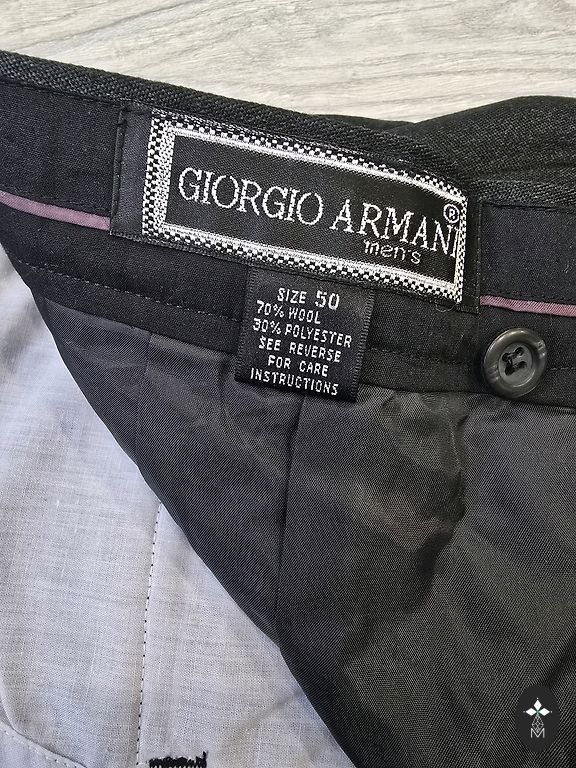 GIORGIO ARMANI®
men's
SIZE 50
70% WOOL
30% POLYESTER
SEE REVERSE
FOR CARE
INSTRUCTIONS
M